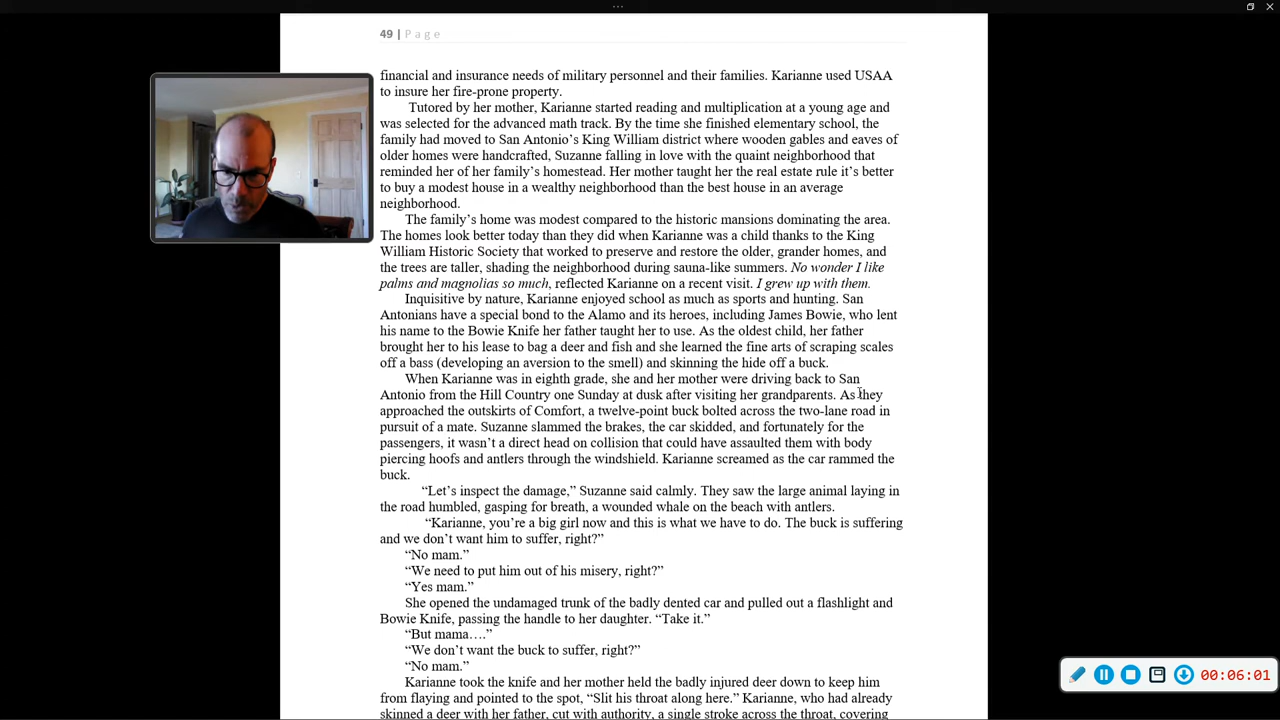 49 | Page
financial and insurance needs of military personnel and their families. Karianne used USAA
to insure her fire-prone property.
Tutored by her mother, Karianne started reading and multiplication at a young age and
was selected for the advanced math track. By the time she finished elementary school, the
family had moved to San Antonio’s King William district where wooden gables and eaves of
older homes were handcrafted, Suzanne falling in love with the quaint neighborhood that
reminded her of her family’s homestead. Her mother taught her the real estate rule it’s better
to buy a modest house in a wealthy neighborhood than the best house in an average
neighborhood.
The family’s home was modest compared to the historic mansions dominating the area.
The homes look better today than they did when Karianne was a child thanks to the King
William Historic Society that worked to preserve and restore the older, grander homes, and
the trees are taller, shading the neighborhood during sauna-like summers. No wonder I like
palms and magnolias so much, reflected Karianne on a recent visit. I grew up with them.
Inquisitive by nature, Karianne enjoyed school as much as sports and hunting. San
Antonians have a special bond to the Alamo and its heroes, including James Bowie, who lent
his name to the Bowie Knife her father taught her to use. As the oldest child, her father
brought her to his lease to bag a deer and fish and she learned the fine arts of scraping scales
off a bass (developing an aversion to the smell) and skinning the hide off a buck.
When Karianne was in eighth grade, she and her mother were driving back to San
Antonio from the Hill Country one Sunday at dusk after visiting her grandparents. As they
approached the outskirts of Comfort, a twelve-point buck bolted across the two-lane road in
pursuit of a mate. Suzanne slammed the brakes, the car skidded, and fortunately for the
passengers, it wasn’t a direct head on collision that could have assaulted them with body
piercing hoofs and antlers through the windshield. Karianne screamed as the car rammed the
buck.
“Let’s inspect the damage,” Suzanne said calmly. They saw the large animal laying in
the road humbled, gasping for breath, a wounded whale on the beach with antlers.
“Karianne, you’re a big girl now and this is what we have to do. The buck is suffering
and we don’t want him to suffer, right?”
“No mam.”
“We need to put him out of his misery, right?”
“Yes mam.”
She opened the undamaged trunk of the badly dented car and pulled out a flashlight and
Bowie Knife, passing the handle to her daughter. “Take it.”
“But mama….”
“We don’t want the buck to suffer, right?”
“No mam.”
Karianne took the knife and her mother held the badly injured deer down to keep him
from flaying and pointed to the spot, “Slit his throat along here.” Karianne, who had already
skinned a deer with her father, cut with authority, a single stroke across the throat, covering
00:06:01